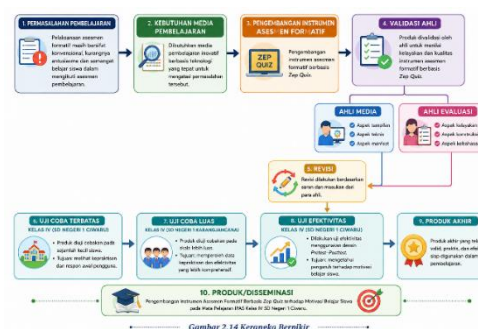 1. PERMASALAHAN PEMBELAJARAN
Pelaksanaan asesmen
formatif masih bersifat
konvensional, kurangnya
antusiasme dan semangat
belajar siswa dalam
mengikuti asesmen
pembelajaran.
2. KEBUTUHAN MEDIA
PEMBELAJARAN
Dibutuhkan media
pembelajaran inovatif
berbasis teknologi
yang tepat untuk
mengatasi permasalahan
tersebut.
3. PENGEMBANGAN INSTRUMEN
ASESMEN FORMATIF
ZEP
QUIZ
Pengembangan
instrumen asesmen
formatif berbasis
Zep Quiz.
4. VALIDASI AHLI
Produk divalidasi oleh
ahli untuk menilai
kelayakan dan kualitas
instrumen asesmen
formatif berbasis
Zep Quiz.
AHLI MEDIA
Aspek tampilan
Aspek teknis
Aspek manfaat
AHLI EVALUASI
Aspek kelayakan
Aspek konstruksi
Aspek kebahasaan
5. REVISI
Revisi dilakukan berdasarkan
saran dan masukan dari
para ahli.
6. UJI COBA TERBATAS
KELAS IV (SD NEGERI 1 CIWARU)
Produk diuji cobakan pada
sejumlah kecil siswa.
Tujuan: melihat kepraktisan
dan respon awal pengguna.
7. UJI COBA LUAS
KELAS IV (SD NEGERI 1
Produk diuji cobakan pada
skala lebih luas.
Tujuan: memperoleh data
kepraktisan dan efektivitas
yang lebih komprehensif.
8. UJI EFEKTIVITAS
KELAS IV (SD NEGERI 1 CIWARU)
Dilakukan uji efektivitas
menggunakan desain
Pretest-Posttest.
Tujuan: mengetahui
pengaruh terhadap motivasi
belajar siswa.
9. PRODUK AKHIR
Produk akhir yang
valid, praktis, dan
siap digunakan dalam
pembelajaran.
10. PRODUK/DISSEMINASI
Pengembangan Instrumen Asesmen Formatif Berbasis Zep Quiz terhadap Motivasi Belajar Siswa
pada Mata Pelajaran IPAS Kelas IV SD Negeri 1 Ciwaru.
Gambar 2.14 Kerangka Berpikir